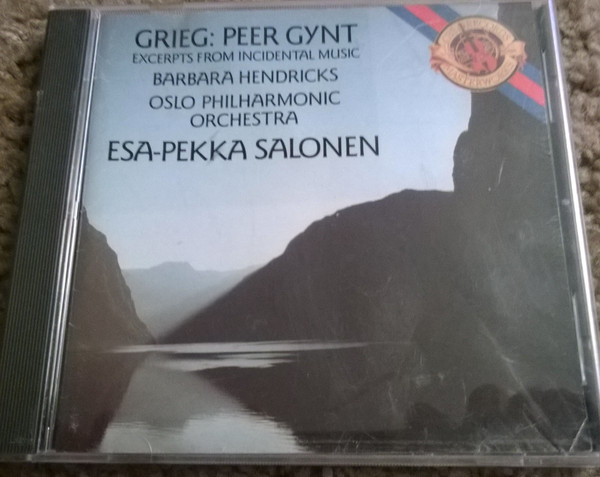 GRIEG: PEER GYNT
EXCERPTS FROM INCIDENTAL MUSIC
BARBARA HENDRICKS
OSLO PHILHARMONIC
ORCHESTRA
ESA-PEKKA SALONEN